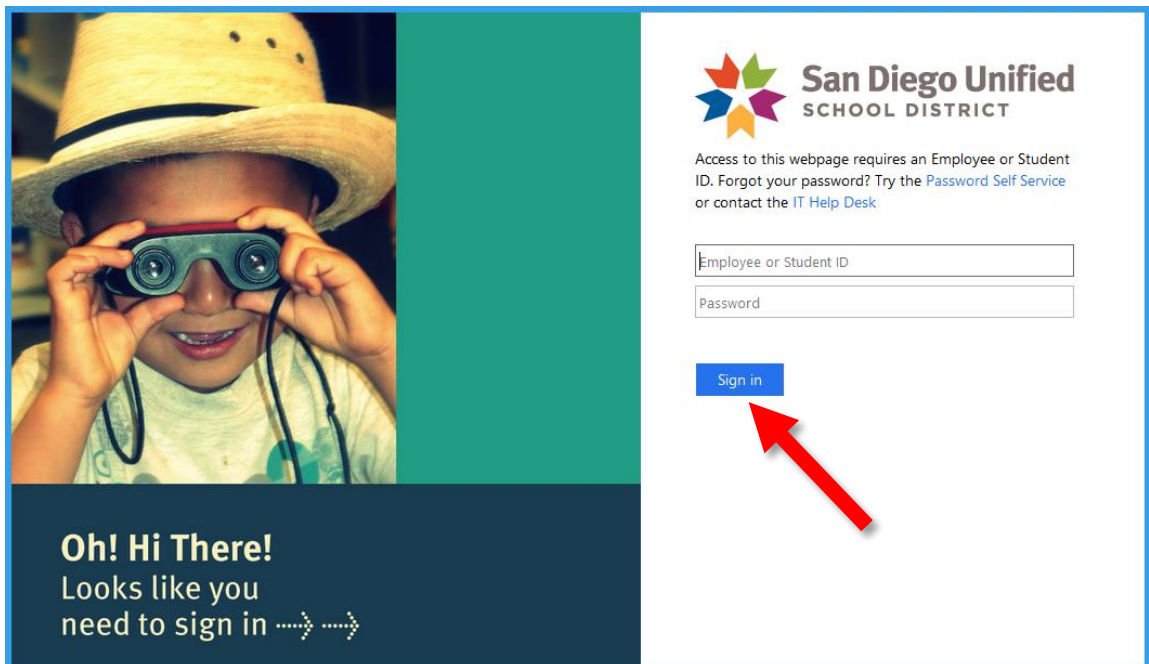 San Diego Unified
SCHOOL DISTRICT
Access to this webpage requires an Employee or Student
ID. Forgot your password? Try the Password Self Service
or contact the IT Help Desk
Employee or Student ID
Password
Sign in
Oh! Hi There!
Looks like you
need to sign in